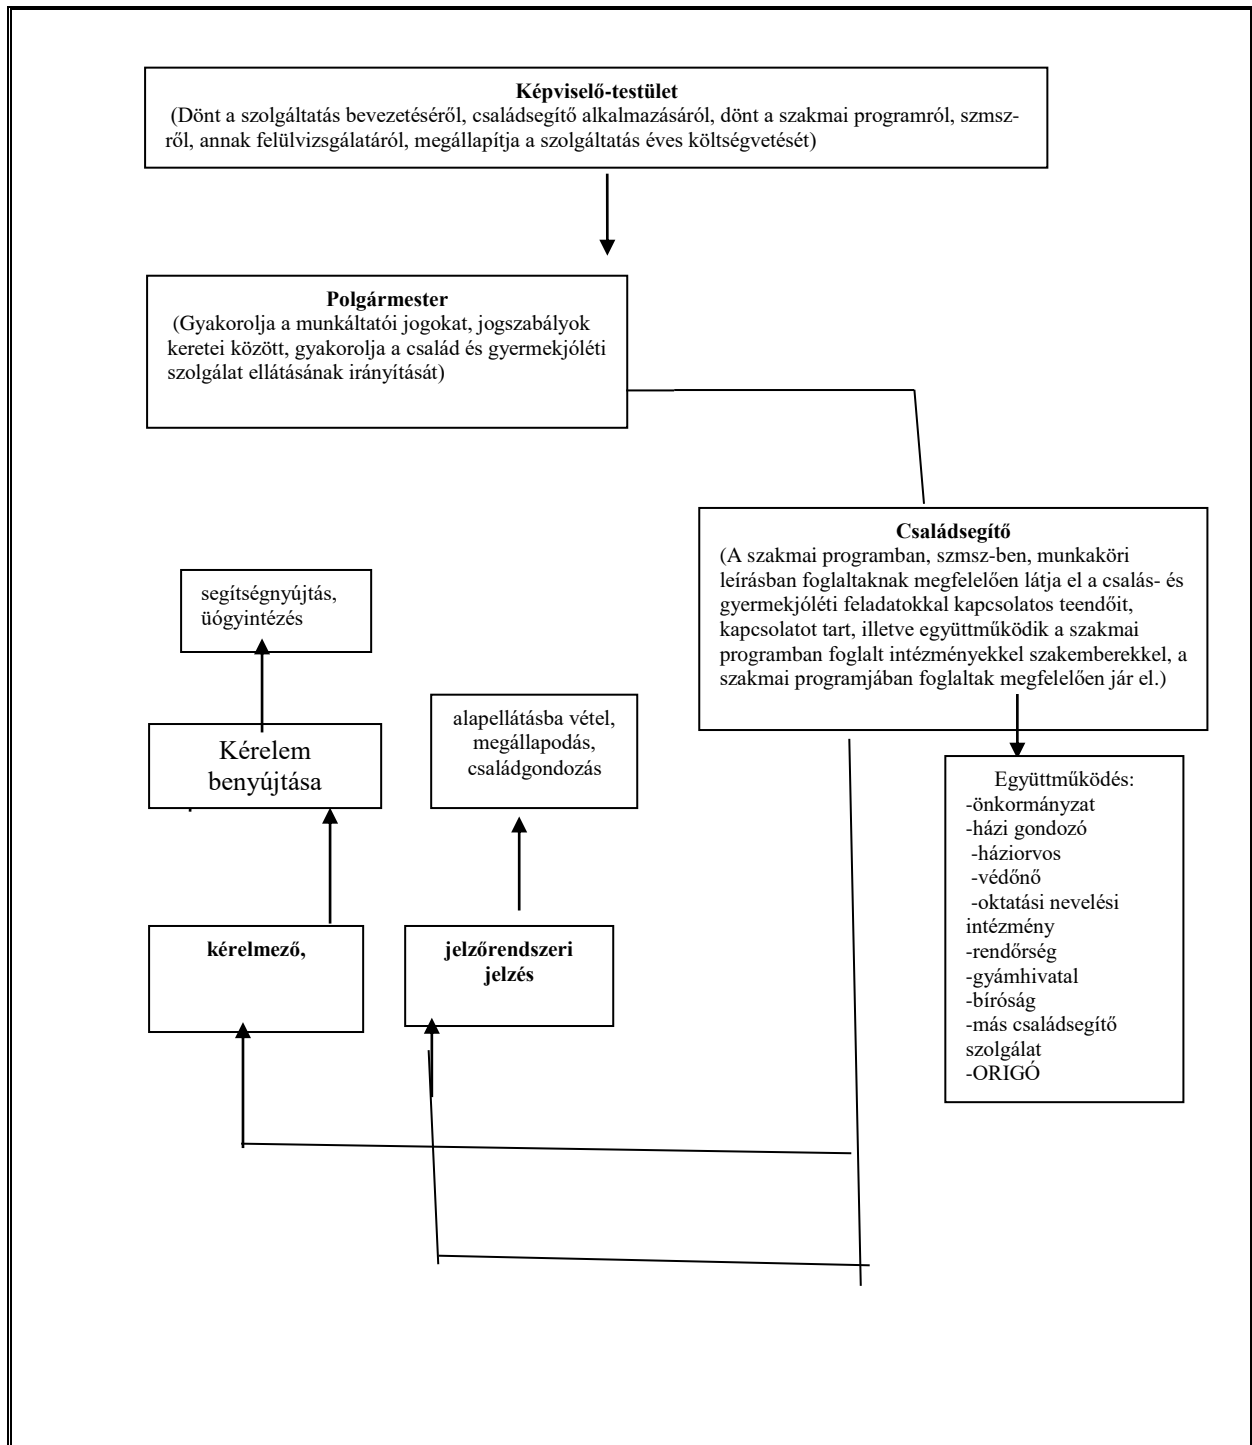 Képviselő-testület
(Dönt a szolgáltatás bevezetéséről, családsegítő alkalmazásáról, dönt a szakmai programról, szmsz-
ről, annak felülvizsgálatáról, megállapítja a szolgáltatás éves költségvetését)
Polgármester
(Gyakorolja a munkáltatói jogokat, jogszabályok
keretei között, gyakorolja a család és gyermekjóléti
szolgálat ellátásának irányítását)
Családsegítő
(A szakmai programban, szmsz-ben, munkaköri
leírásban foglaltaknak megfelelően látja el a csalás- és
gyermekjóléti feladatokkal kapcsolatos teendőit,
kapcsolatot tart, illetve együttműködik a szakmai
programban foglalt intézményekkel szakemberekkel, a
szakmai programjában foglaltak megfelelően jár el.)
segítségnyújtás,
üógyintézés
alapellátásba vétel,
megállapodás,
családgondozás
Kérelem
benyújtása
Együttműködés:
-önkormányzat
-házi gondozó
-háziorvos
-védőnő
-oktatási nevelési
intézmény
-rendőrség
-gyámhivatal
-bíróság
-más családsegítő
szolgálat
-ORIGÓ
kérelmező,
jelzőrendszeri
jelzés